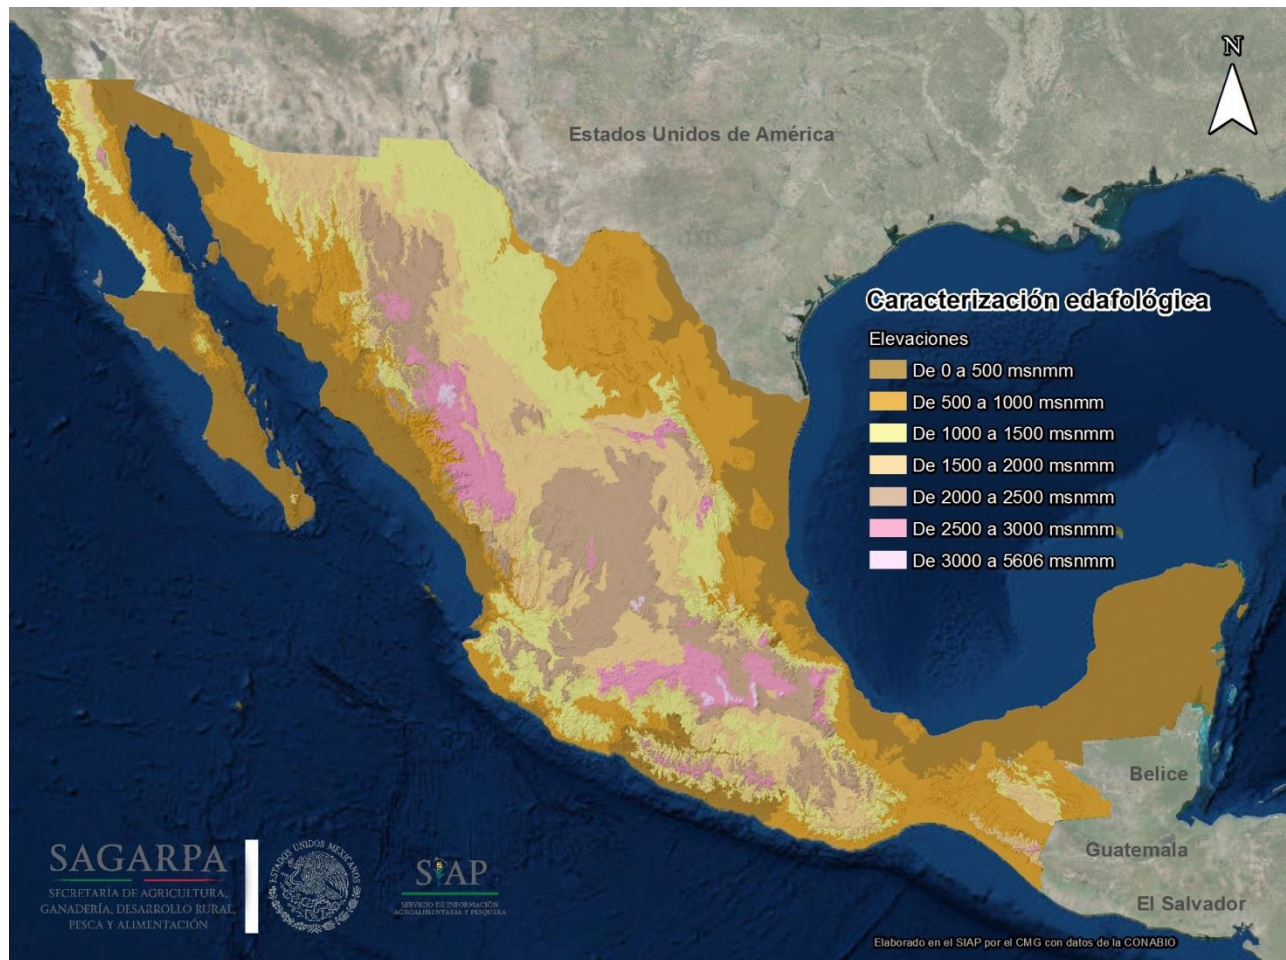 N
Estados Unidos de América
Caracterización edafológica
Elevaciones
De 0 a 500 msnmm
De 500 a 1000 msnmm
De 1000 a 1500 msnmm
De 1500 a 2000 msnmm
De 2000 a 2500 msnmm
De 2500 a 3000 msnmm
De 3000 a 5606 msnmm
Belice
Guatemala
El Salvador
SAGARPA
SECRETARÍA DE AGRICULTURA,
GANADERÍA, DESARROLLO RURAL,
PESCA Y ALIMENTACIÓN
ESTADOS UNIDOS MEXICANOS
SIAP
SERVICIO DE INFORMACIÓN
AGROALIMENTARIA Y PESQUERA
Elaborado en el SIAP por el CMG con datos de la CONABIO